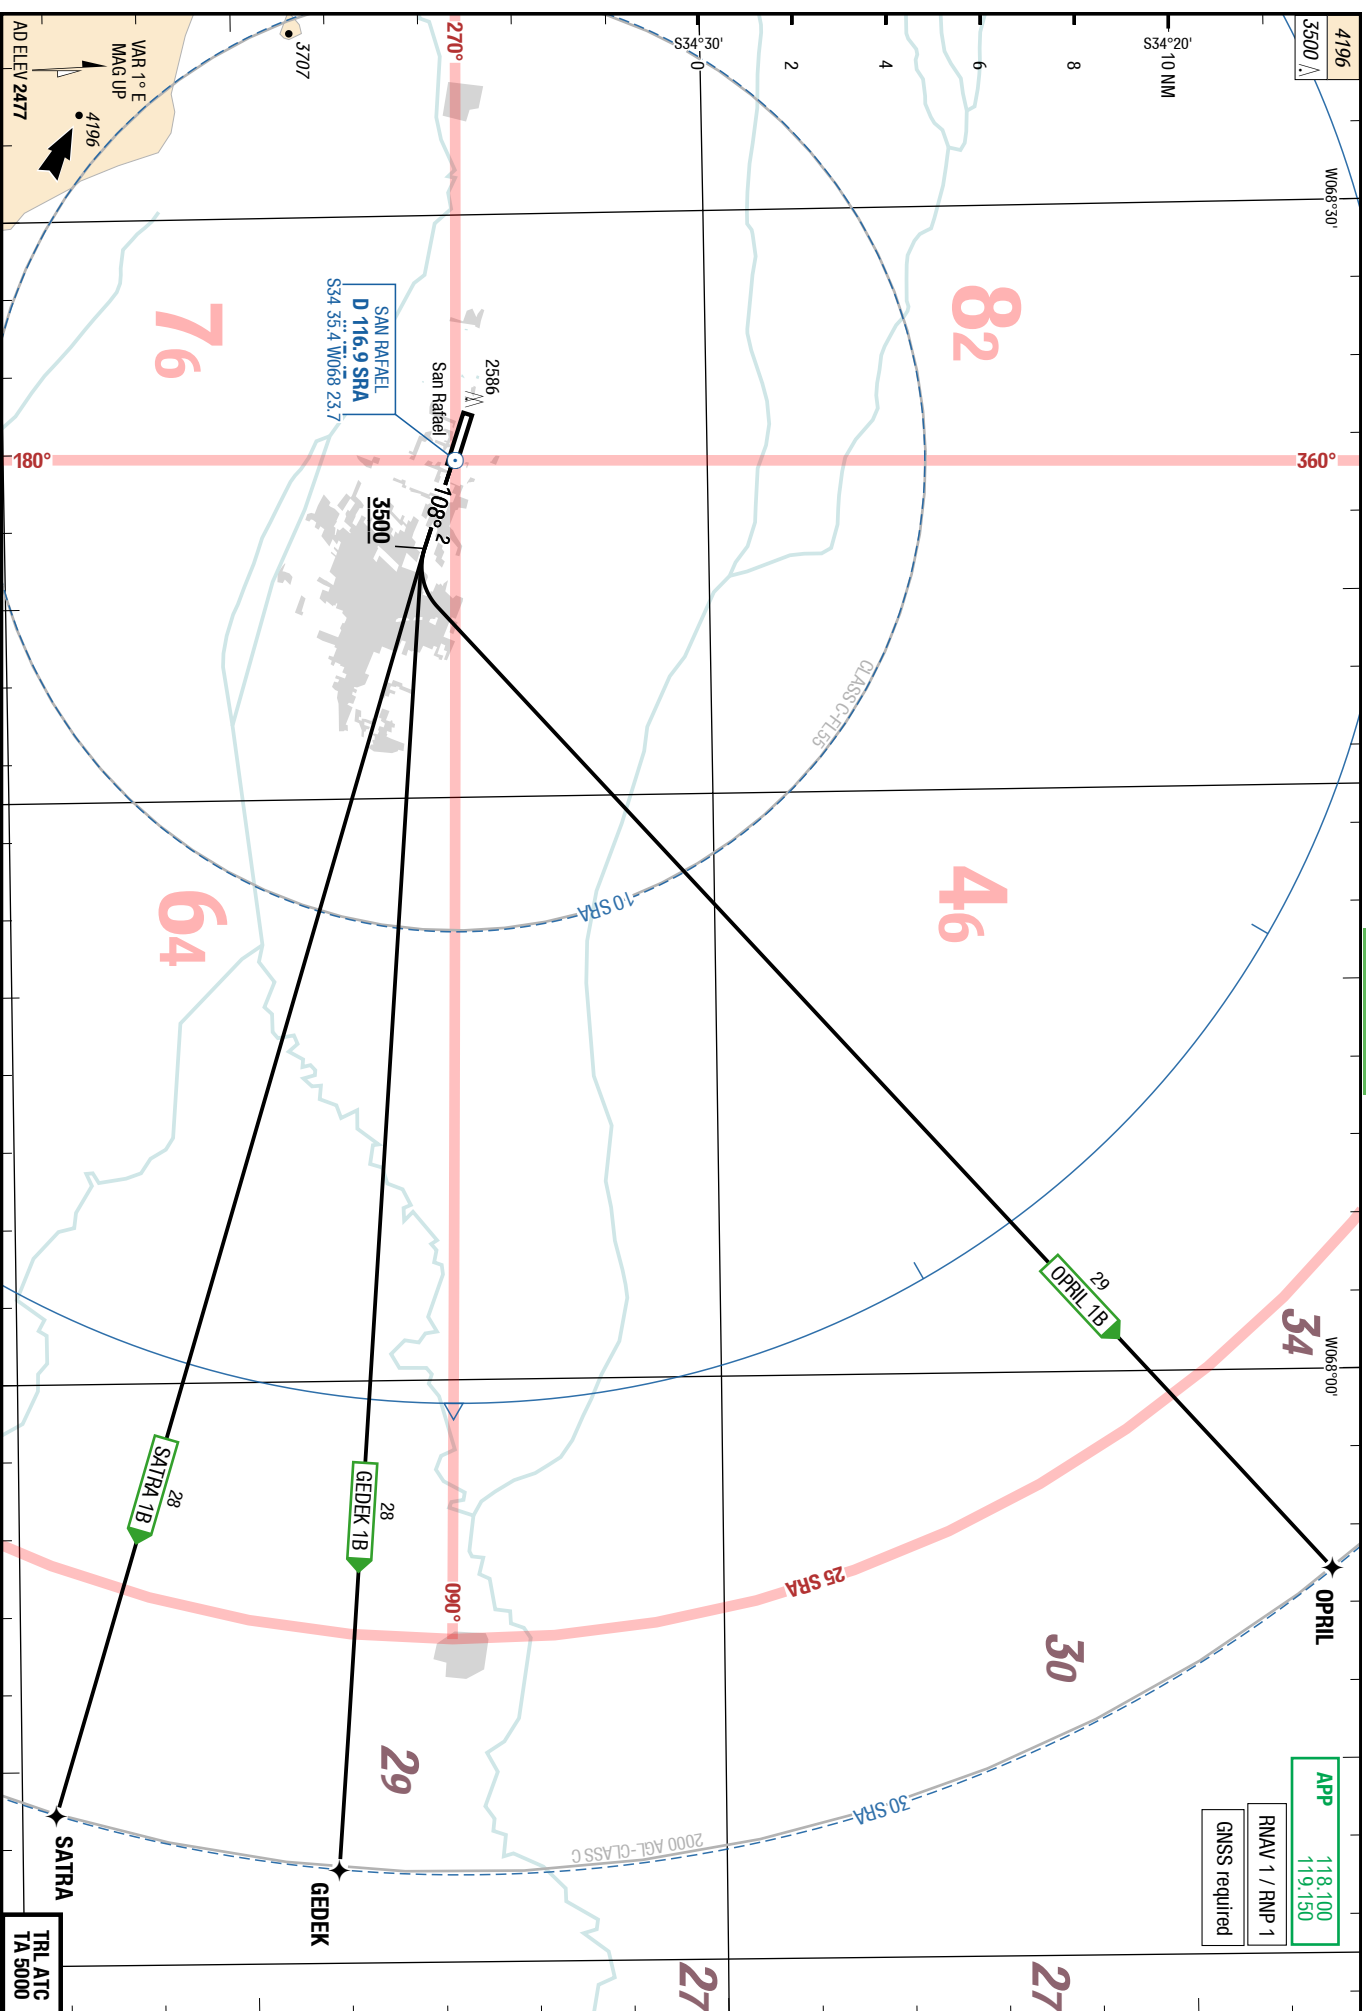 4196
3500
S34°20'
10 NM
8
6
4
2
0
S34°30'
270°
3707
VAR 1° E
MAG UP
4196
AD ELEV 2477
W068°30'
8₂
7₆
360°
180°
SAN RAFAEL
D 116.9 SRA
S34 35.4 W068 23.7
2586
San Rafael
108°
2
3500
CLASS C-FL55
10 SRA
4₆
6₄
29
OPRIL 1B
34
W068°00'
28
GEDEK 1B
28
SATRA 1B
090°
25 SRA
OPRIL
30
29
30 SRA
2000 AGL-CLASS C
APP
118.100
119.150
RNAV 1 / RNP 1
GNSS required
SATRA
GEDEK
TRL ATC
TA 5000
27
27